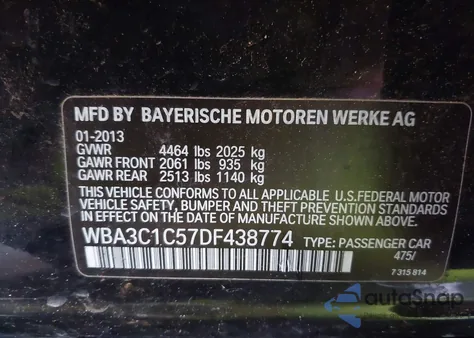 MFD BY BAYERISCHE MOTOREN WERKE AG
01-2013
GVWR 4464 lbs 2025 kg
GAWR FRONT 2061 lbs 935 kg
GAWR REAR 2513 lbs 1140 kg
THIS VEHICLE CONFORMS TO ALL APPLICABLE U.S.FEDERAL MOTOR
VEHICLE SAFETY, BUMPER AND THEFT PREVENTION STANDARDS
IN EFFECT ON THE DATE OF MANUFACTURE SHOWN ABOVE.
WBA3C1C57DF438774 TYPE: PASSENGER CAR
475/
7 315 814
autoSnap